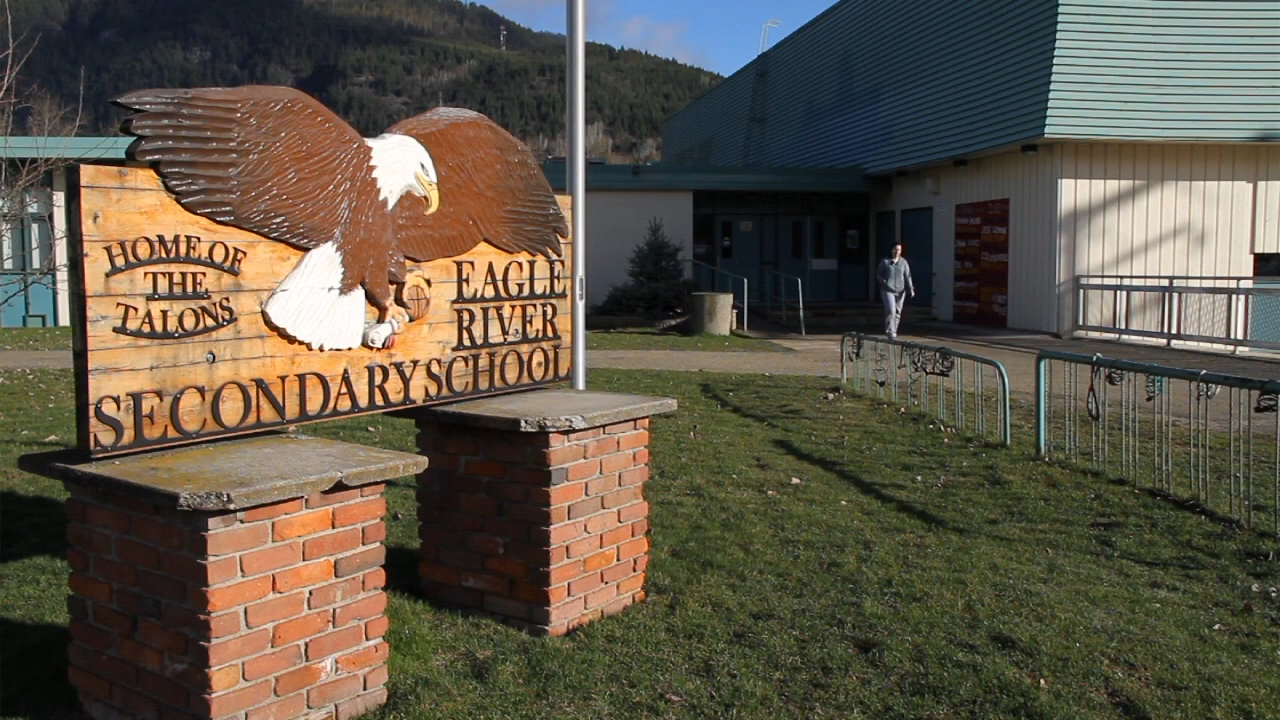 HOME OF
THE
TALONS
EAGLE
RIVER
SECONDARY SCHOOL